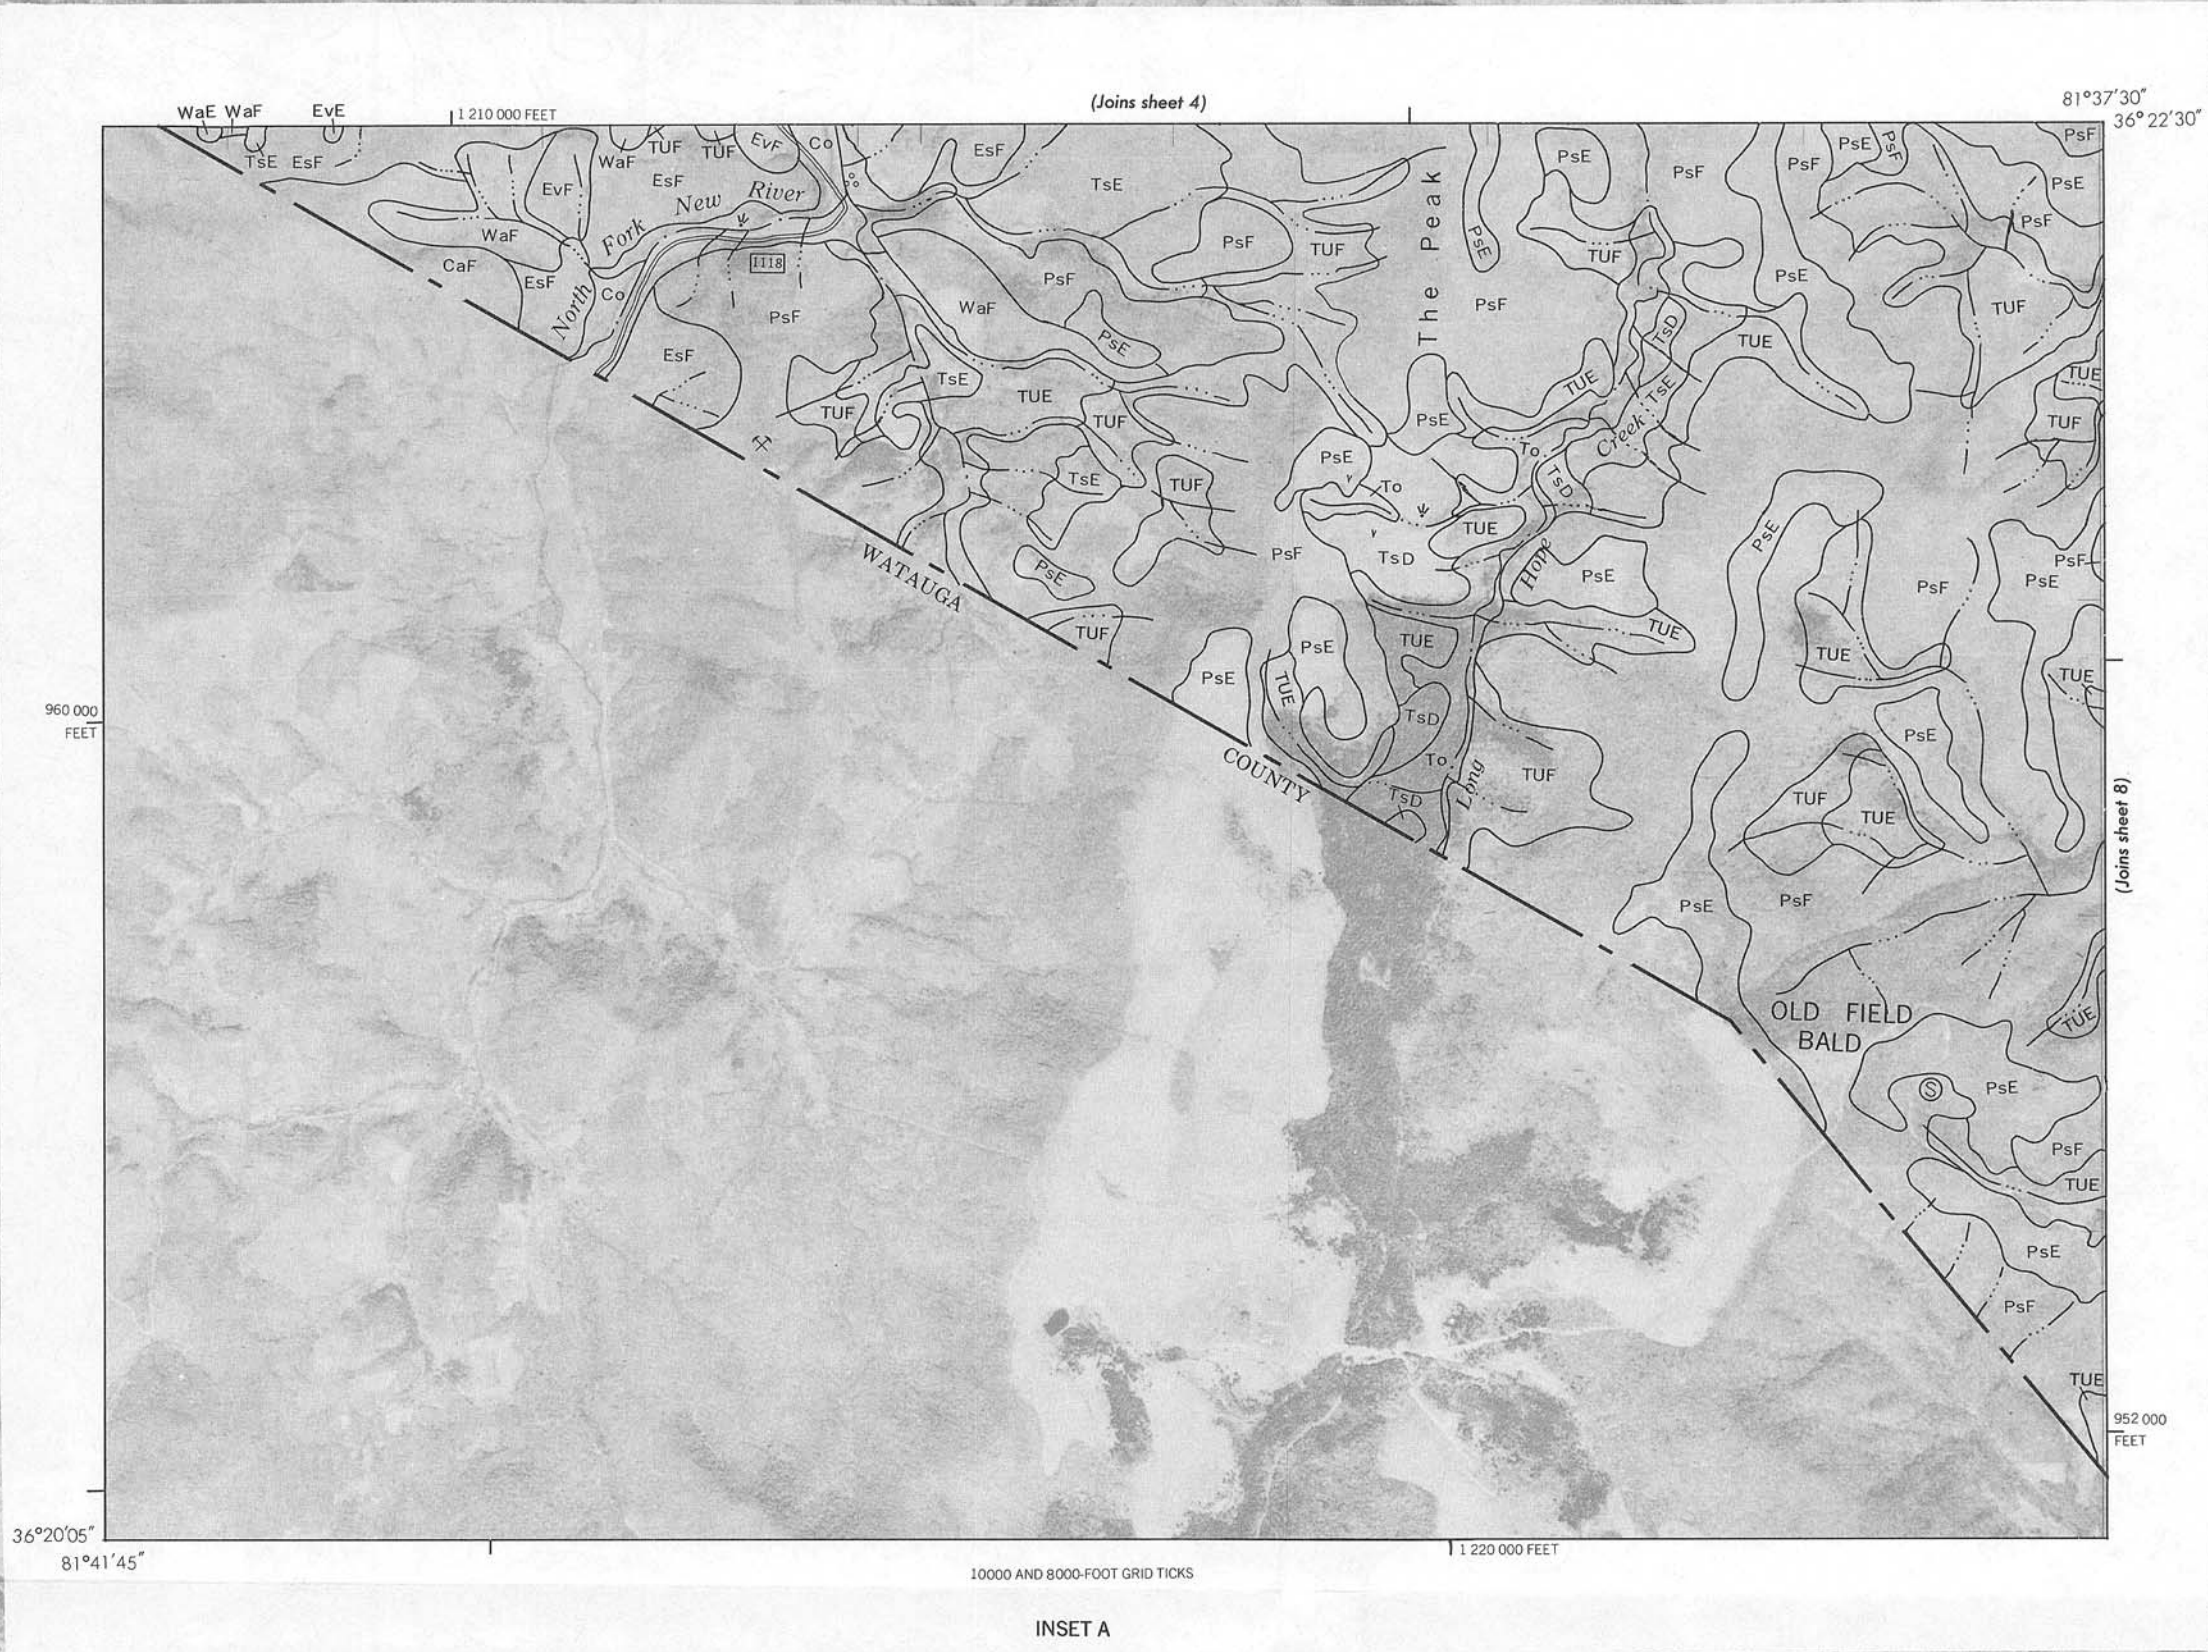 (Joins sheet 4)
81°37'30"
36°22'30"
WaE WaF EvE
1 210 000 FEET
TsE EsF
WaF TUF TUF EvF Co
EsF
TsE
PsE PsF PsF PsE PsF PsF
EvF EsF
New River
PsE
WaF
North Fork
PsF TUF
The Peak
PsE
TUF
PsF
CaF EsF Co
1118
PsF
PsF
PsE
TUF
WaF
PsF
TsD
EsF
PsE
TUE
TsE
TUE
TUF
TUE
TUF
TUE
TsE
PsE
TUF
Long Hope Creek
To
PsE
TsE
TUF
To
TsD
TUE
PsE
PsF
TsD
PsE
PsE
PsF
PsF
PsE
WATAUGA COUNTY
TUF
TUE
TUE
PsE
PsE
TUE
TUE
TUE
960 000
FEET
TsD
PsE
To
TUF
TsD
TUF
TUE
(Joins sheet 8)
PsE
PsF
OLD FIELD
BALD
TUE
S
PsE
PsF
TUE
PsE
PsF
TUE
952 000
FEET
36°20'05"
81°41'45"
1 220 000 FEET
10000 AND 8000-FOOT GRID TICKS
INSET A